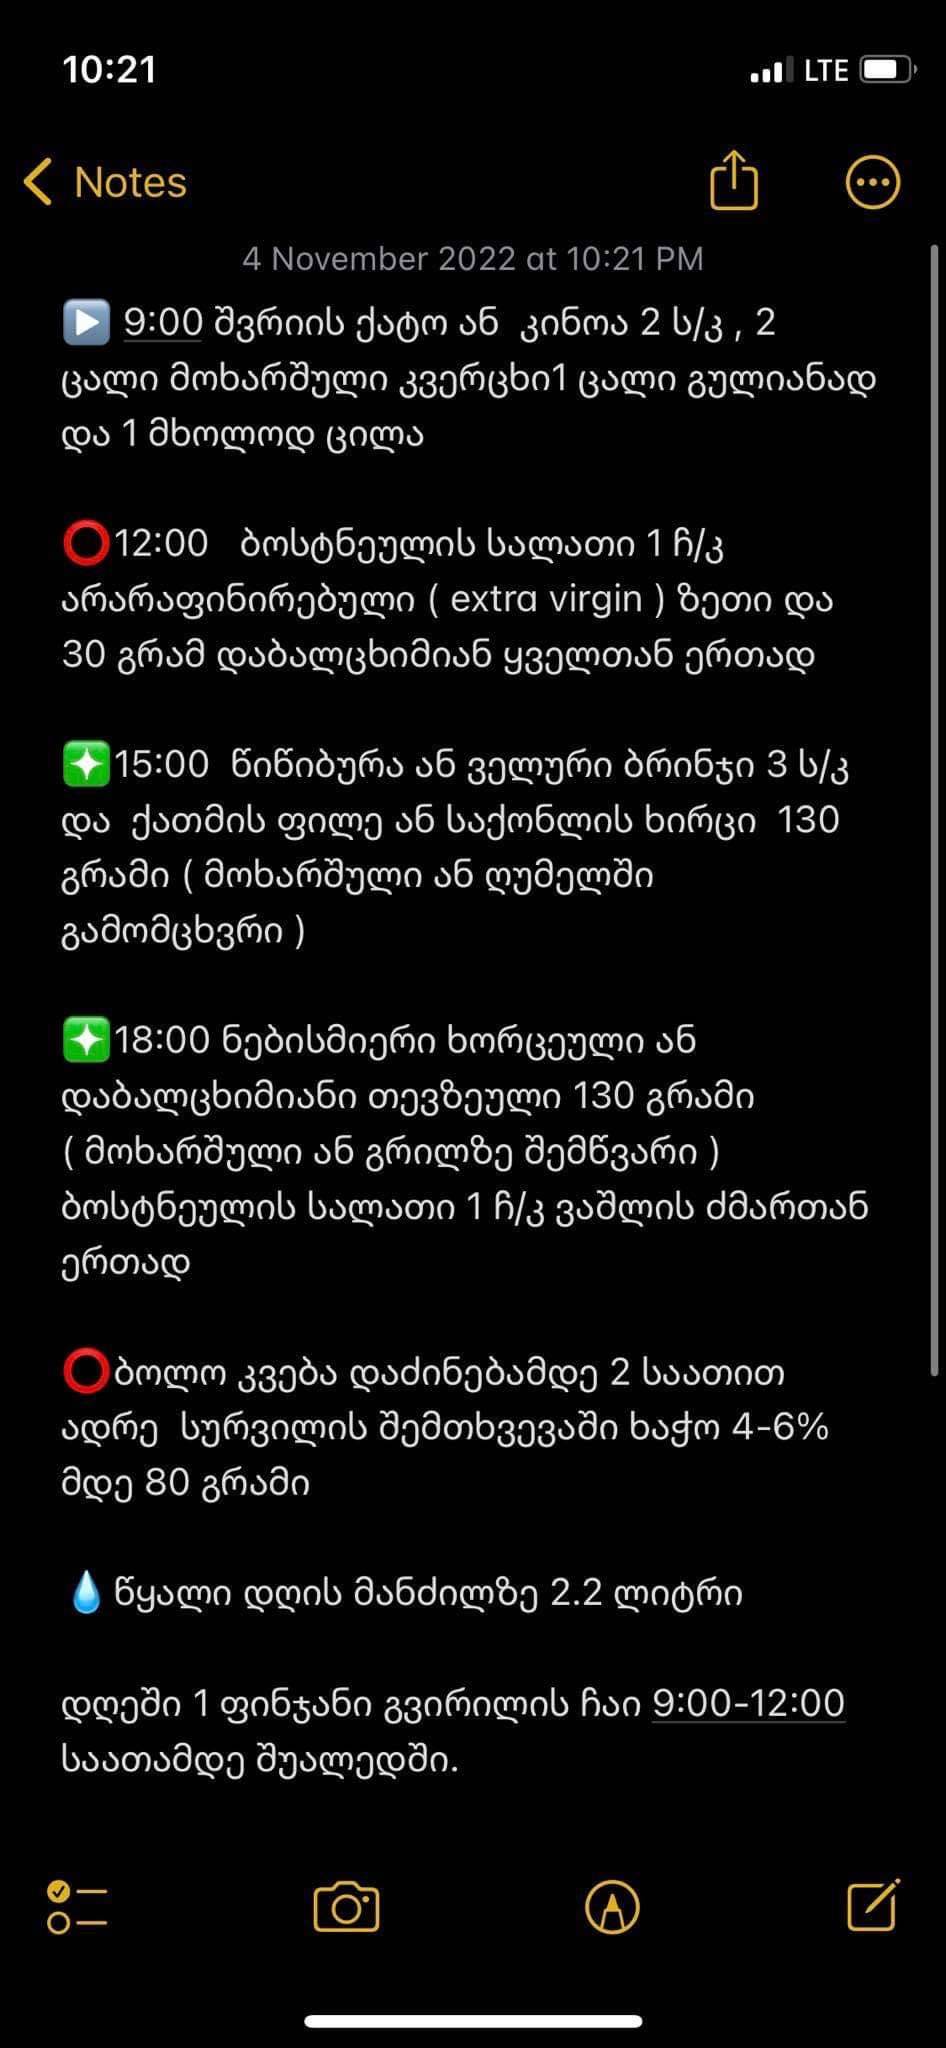 10:21
LTE
Notes
4 November 2022 at 10:21 PM
▶️ 9:00 შვრიის ქატო ან  კინოა 2 ს/კ , 2
ცალი მოხარშული კვერცხი1 ცალი გულიანად
და 1 მხოლოდ ცილა
⭕12:00   ბოსტნეულის სალათი 1 ჩ/კ
არარაფინირებული ( extra virgin ) ზეთი და
30 გრამ დაბალცხიმიან ყველთან ერთად
❇️15:00  წიწიბურა ან ველური ბრინჯი 3 ს/კ
და  ქათმის ფილე ან საქონლის ხირცი  130
გრამი ( მოხარშული ან ღუმელში
გამომცხვრი )
❇️18:00 ნებისმიერი ხორცეული ან
დაბალცხიმიანი თევზეული 130 გრამი
( მოხარშული ან გრილზე შემწვარი )
ბოსტნეულის სალათი 1 ჩ/კ ვაშლის ძმართან
ერთად
⭕ბოლო კვება დაძინებამდე 2 საათით
ადრე  სურვილის შემთხვევაში ხაჭო 4-6%
მდე 80 გრამი
💧წყალი დღის მანძილზე 2.2 ლიტრი
დღეში 1 ფინჯანი გვირილის ჩაი 9:00-12:00
საათამდე შუალედში.